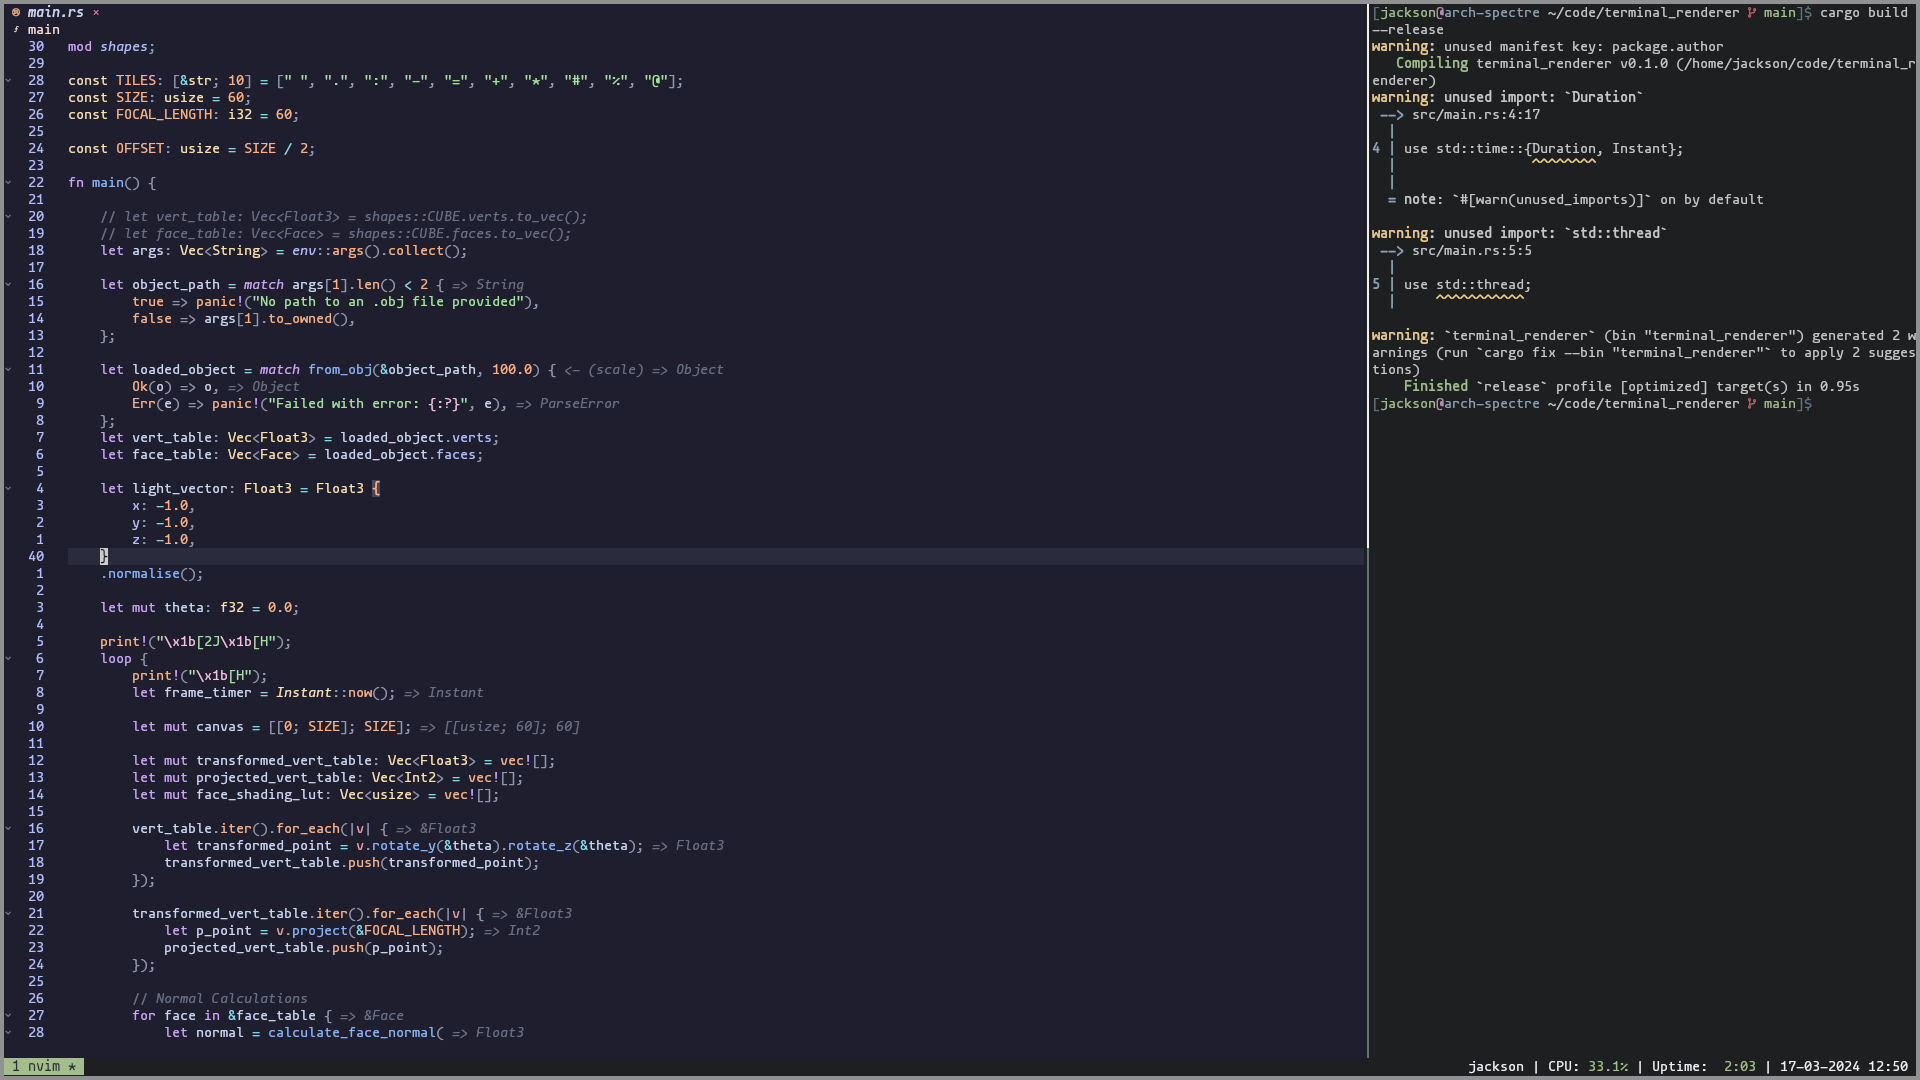 main.rs ×
ƒ main
30 mod shapes;
29
28 const TILES: [&str; 10] = [" ", ".", ":", "-", "=", "+", "*", "#", "%", "@"];
27 const SIZE: usize = 60;
26 const FOCAL_LENGTH: i32 = 60;
25
24 const OFFSET: usize = SIZE / 2;
23
22 fn main() {
21
20     // let vert_table: Vec<Float3> = shapes::CUBE.verts.to_vec();
19     // let face_table: Vec<Face> = shapes::CUBE.faces.to_vec();
18     let args: Vec<String> = env::args().collect();
17
16     let object_path = match args[1].len() < 2 { => String
15         true => panic!("No path to an .obj file provided"),
14         false => args[1].to_owned(),
13     };
12
11     let loaded_object = match from_obj(&object_path, 100.0) { <- (scale) => Object
10         Ok(o) => o, => Object
9         Err(e) => panic!("Failed with error: {:?}", e), => ParseError
8     };
7     let vert_table: Vec<Float3> = loaded_object.verts;
6     let face_table: Vec<Face> = loaded_object.faces;
5
4     let light_vector: Float3 = Float3 {
3         x: -1.0,
2         y: -1.0,
1         z: -1.0,
40     }
1     .normalise();
2
3     let mut theta: f32 = 0.0;
4
5     print!("\x1b[2J\x1b[H");
6     loop {
7         print!("\x1b[H");
8         let frame_timer = Instant::now(); => Instant
9
10         let mut canvas = [[0; SIZE]; SIZE]; => [[usize; 60]; 60]
11
12         let mut transformed_vert_table: Vec<Float3> = vec![];
13         let mut projected_vert_table: Vec<Int2> = vec![];
14         let mut face_shading_lut: Vec<usize> = vec![];
15
16         vert_table.iter().for_each(|v| { => &Float3
17             let transformed_point = v.rotate_y(&theta).rotate_z(&theta); => Float3
18             transformed_vert_table.push(transformed_point);
19         });
20
21         transformed_vert_table.iter().for_each(|v| { => &Float3
22             let p_point = v.project(&FOCAL_LENGTH); => Int2
23             projected_vert_table.push(p_point);
24         });
25
26         // Normal Calculations
27         for face in &face_table { => &Face
28             let normal = calculate_face_normal( => Float3
[jackson@arch-spectre ~/code/terminal_renderer main]$ cargo build
--release
warning: unused manifest key: package.author
   Compiling terminal_renderer v0.1.0 (/home/jackson/code/terminal_r
enderer)
warning: unused import: `Duration`
 --> src/main.rs:4:17
  |
4 | use std::time::{Duration, Instant};
  |
  |
  = note: `#[warn(unused_imports)]` on by default
warning: unused import: `std::thread`
 --> src/main.rs:5:5
  |
5 | use std::thread;
  |
warning: `terminal_renderer` (bin "terminal_renderer") generated 2 w
arnings (run `cargo fix --bin "terminal_renderer"` to apply 2 sugges
tions)
    Finished `release` profile [optimized] target(s) in 0.95s
[jackson@arch-spectre ~/code/terminal_renderer main]$
1 nvim *
jackson | CPU: 33.1% | Uptime:  2:03 | 17-03-2024 12:50